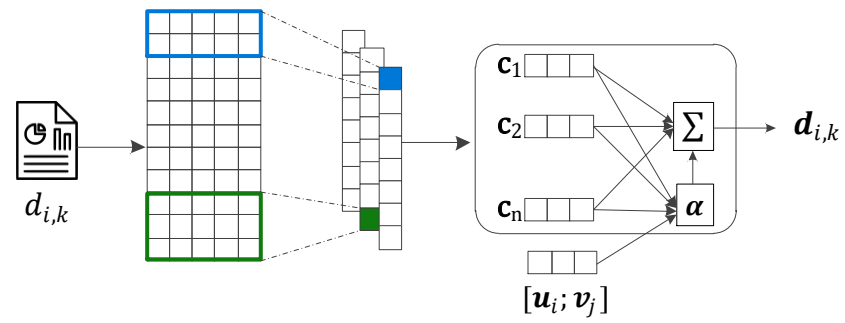 d_{i,k}
c_1
c_2
c_n
Σ
α
d_{i,k}
[u_i; v_j]